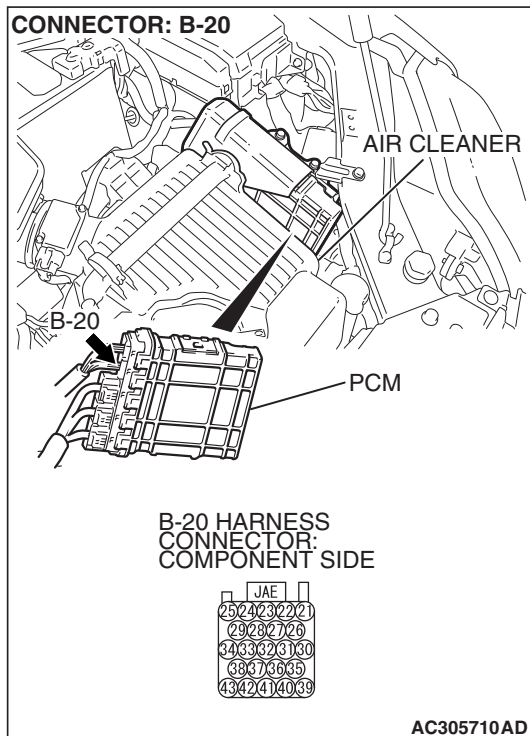 CONNECTOR: B-20
AIR CLEANER
B-20
PCM
B-20 HARNESS
CONNECTOR:
COMPONENT SIDE
JAE
25 24 23 22 21
29 28 27 26
34 33 32 31 30
38 37 36 35
43 42 41 40 39
AC305710AD